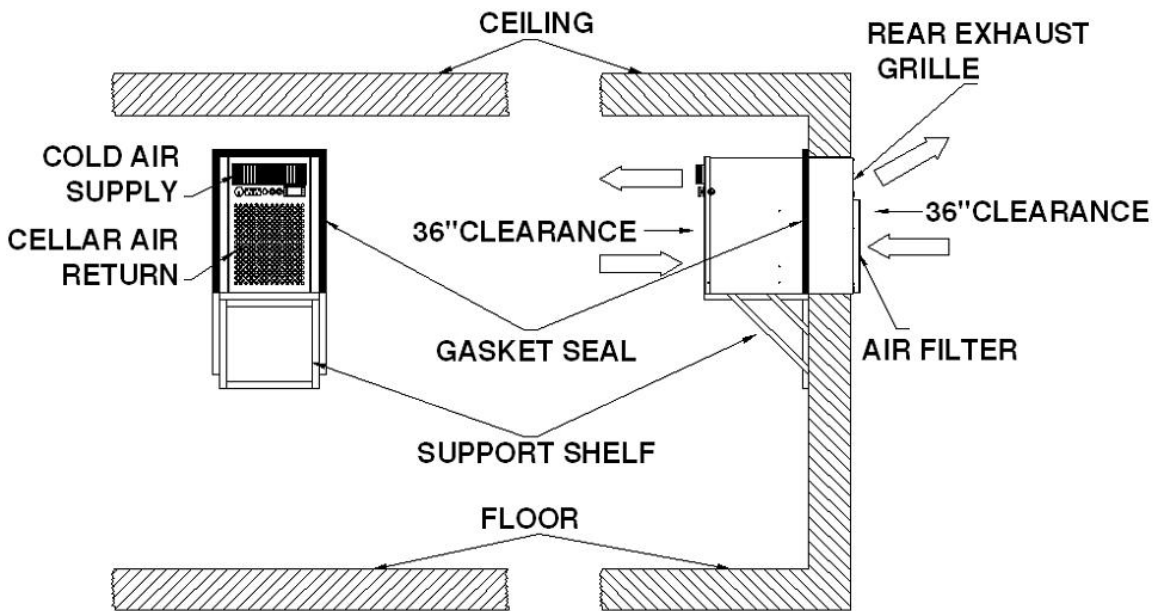 CEILING
REAR EXHAUST
GRILLE
COLD AIR
SUPPLY
CELLAR AIR
RETURN
36"CLEARANCE
36"CLEARANCE
GASKET SEAL
AIR FILTER
SUPPORT SHELF
FLOOR